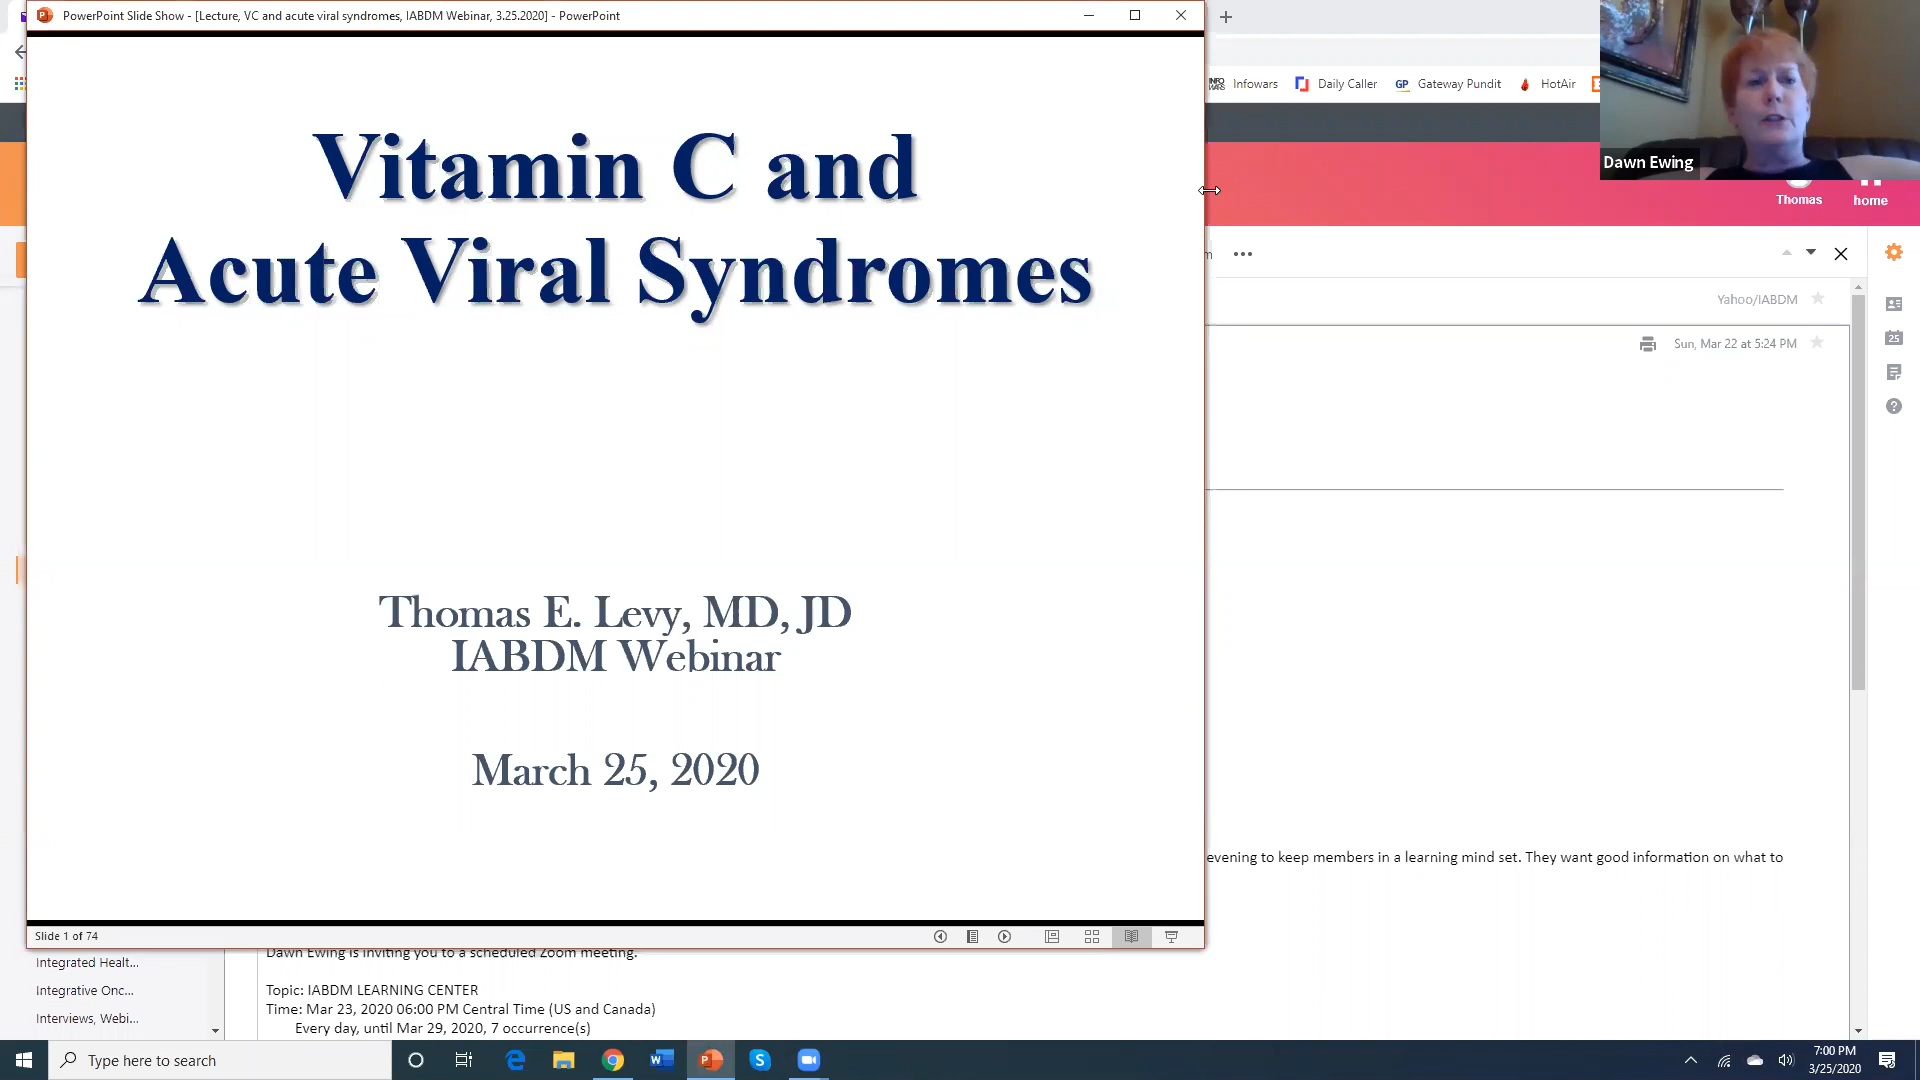 PowerPoint Slide Show - [Lecture, VC and acute viral syndromes, IABDM Webinar, 3.25.2020] - PowerPoint
Infowars
Daily Caller
GP
Gateway Pundit
HotAir
Vitamin C and
Acute Viral Syndromes
Thomas E. Levy, MD, JD
IABDM Webinar
March 25, 2020
Slide 1 of 74
Dawn Ewing
Thomas
home
Yahoo/IABDM
Sun, Mar 22 at 5:24 PM
25
evening to keep members in a learning mind set. They want good information on what to
Integrated Healt...
Integrative Onc...
Interviews, Webi...
Dawn Ewing is inviting you to a scheduled Zoom meeting.
Topic: IABDM LEARNING CENTER
Time: Mar 23, 2020 06:00 PM Central Time (US and Canada)
Every day, until Mar 29, 2020, 7 occurrence(s)
Type here to search
7:00 PM
3/25/2020